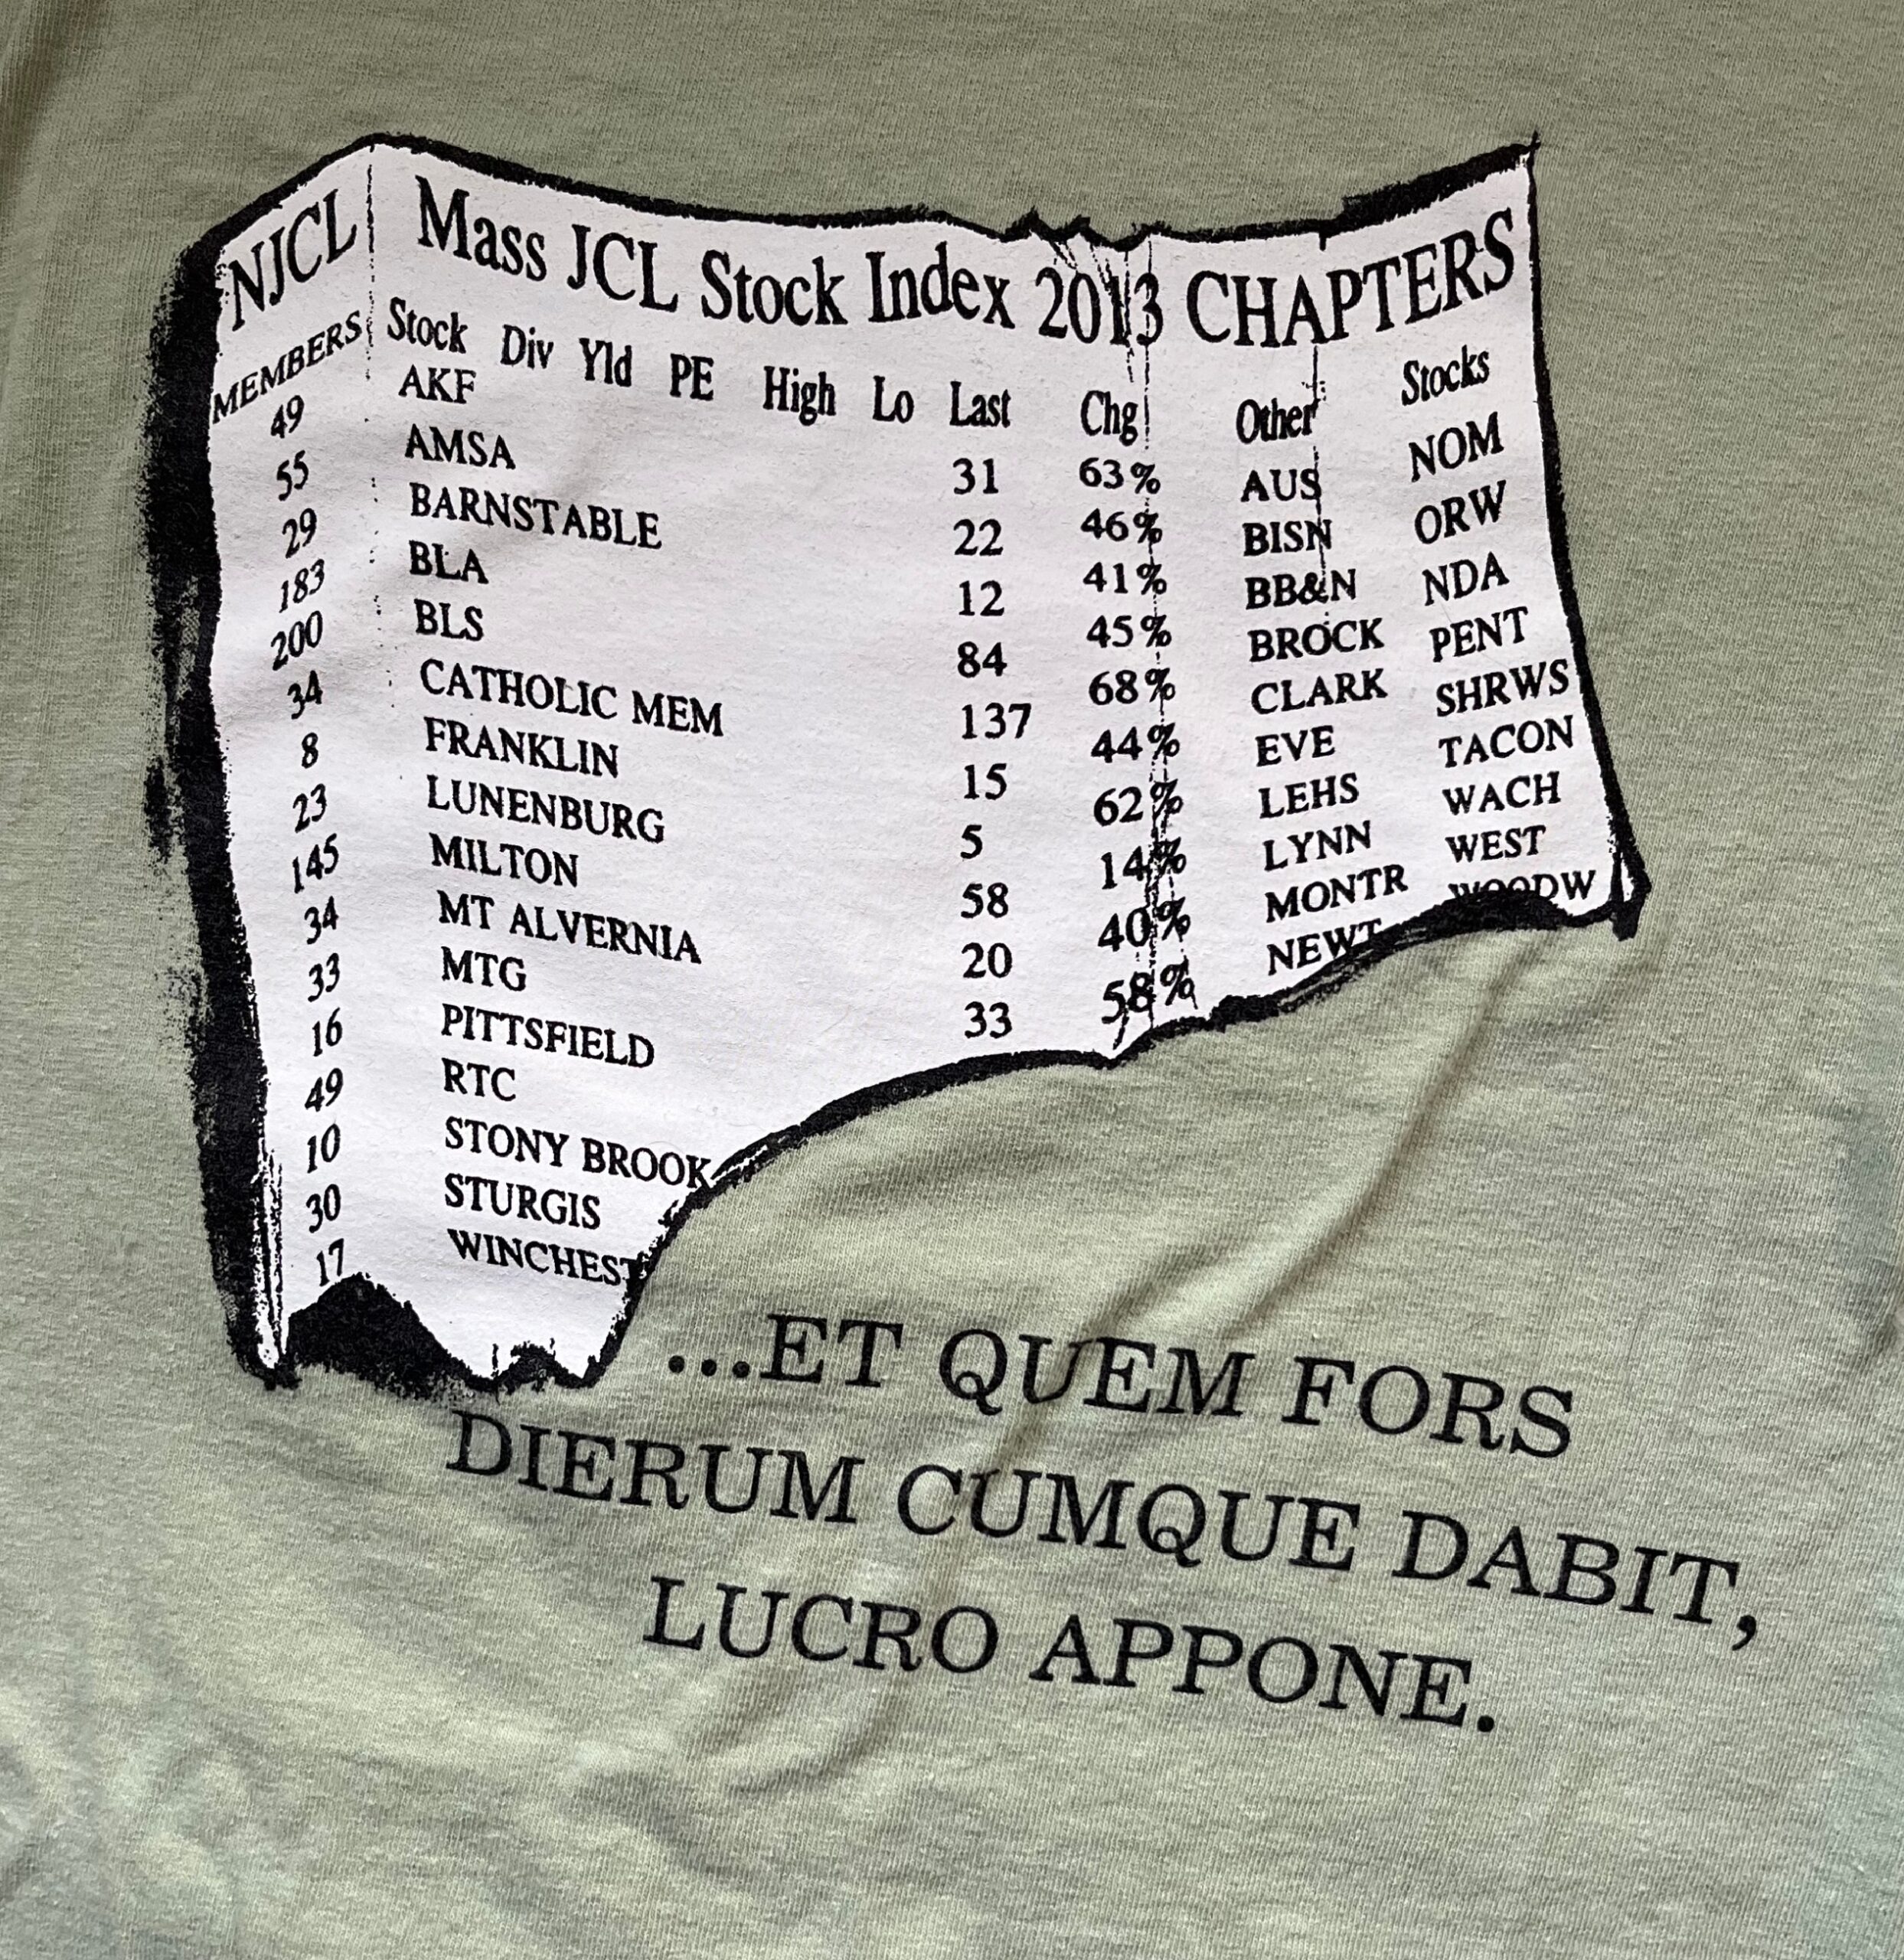 NJCL Mass JCL Stock Index 2013 CHAPTERS
MEMBERS Stock Div Yld PE High Lo Last Chg Other Stocks
49 AKF 31 63% AUS NOM
55 AMSA 22 46% BISN ORW
29 BARNSTABLE 12 41% BB&N NDA
183 BLA 84 45% BROCK PENT
200 BLS 137 68% CLARK SHRWS
34 CATHOLIC MEM 15 44% EVE TACON
8 FRANKLIN 5 62% LEHS WACH
23 LUNENBURG 58 14% LYNN WEST
145 MILTON 20 40% MONTR WOODW
34 MT ALVERNIA 33 58% NEWT
33 MTG
16 PITTSFIELD
49 RTC
10 STONY BROOK
30 STURGIS
17 WINCHEST
...ET QUEM FORS
DIERUM CUMQUE DABIT,
LUCRO APPONE.